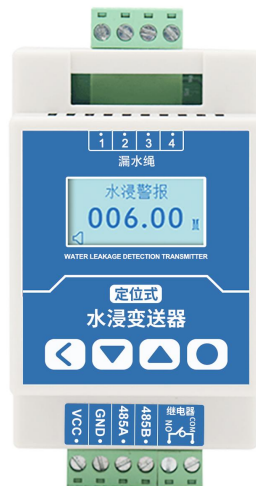 1 2 3 4
漏水绳
水浸警报
006.00 M
WATER LEAKAGE DETECTION TRANSMITTER
定位式
水浸变送器
VCC GND 485A 485B 继电器 NO COM